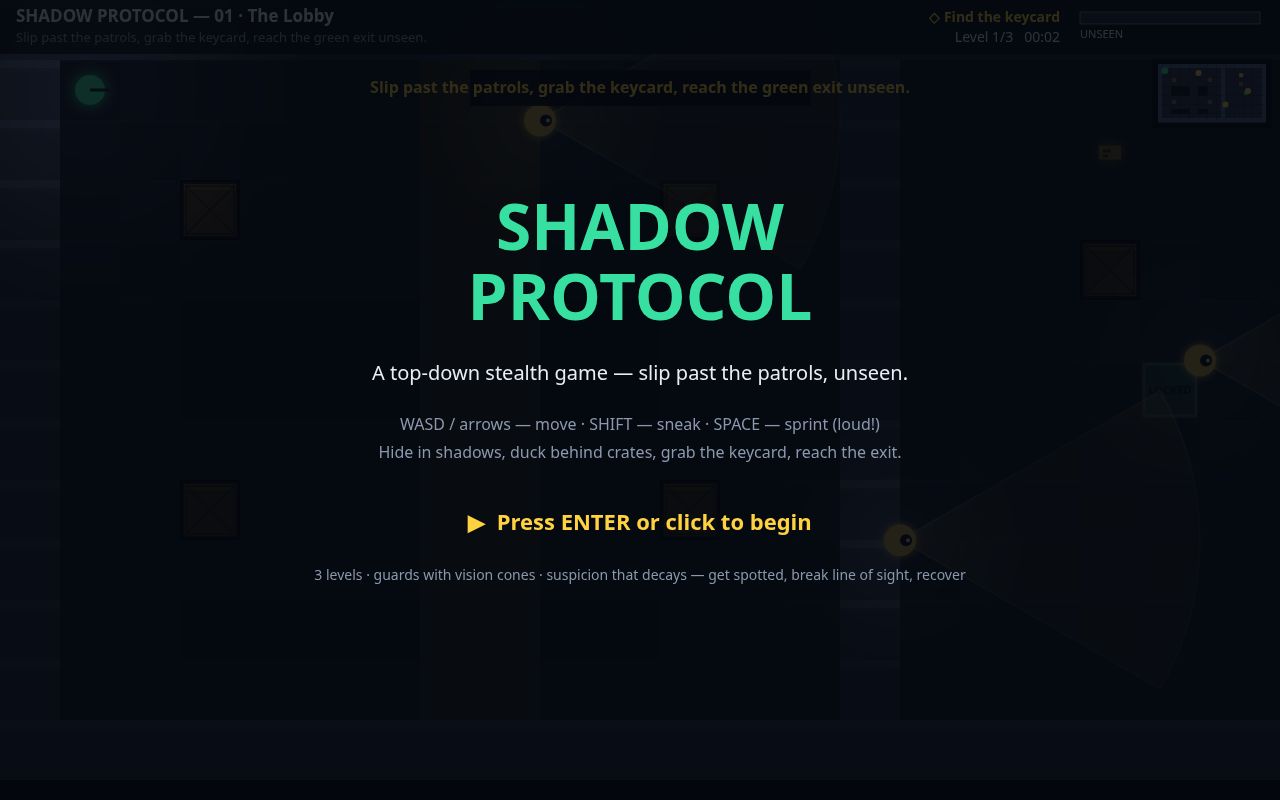 SHADOW PROTOCOL — 01 · The Lobby
Slip past the patrols, grab the keycard, reach the green exit unseen.
◇ Find the keycard
Level 1/3 00:02
UNSEEN
Slip past the patrols, grab the keycard, reach the green exit unseen.
LOCKED
SHADOW
PROTOCOL
A top-down stealth game — slip past the patrols, unseen.
WASD / arrows — move · SHIFT — sneak · SPACE — sprint (loud!)
Hide in shadows, duck behind crates, grab the keycard, reach the exit.
▶ Press ENTER or click to begin
3 levels · guards with vision cones · suspicion that decays — get spotted, break line of sight, recover